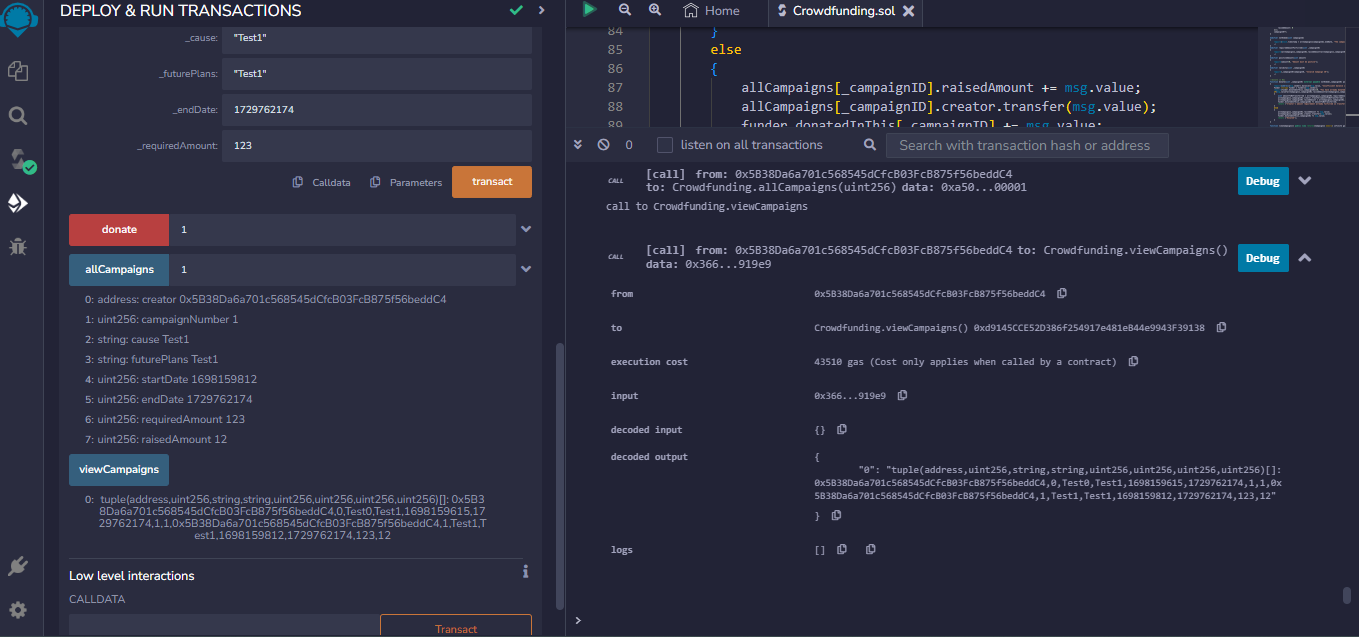 DEPLOY & RUN TRANSACTIONS
_cause: "Test1"
_futurePlans: "Test1"
_endDate: 1729762174
_requiredAmount: 123
Calldata Parameters transact
donate 1
allCampaigns 1
0: address: creator 0x5B38Da6a701c568545dCfcB03FcB875f56beddC4
1: uint256: campaignNumber 1
2: string: cause Test1
3: string: futurePlans Test1
4: uint256: startDate 1698159812
5: uint256: endDate 1729762174
6: uint256: requiredAmount 123
7: uint256: raisedAmount 12
viewCampaigns
0: tuple(address,uint256,string,string,uint256,uint256,uint256,uint256)[]: 0x5B3
8Da6a701c568545dCfcB03FcB875f56beddC4,0,Test0,Test1,1698159615,17
29762174,1,1,0x5B38Da6a701c568545dCfcB03FcB875f56beddC4,1,Test1,T
est1,1698159812,1729762174,123,12
Low level interactions
CALLDATA
Transact
Home Crowdfunding.sol
84 }
85 else
86 {
87 allCampaigns[_campaignID].raisedAmount += msg.value;
88 allCampaigns[_campaignID].creator.transfer(msg.value);
89 funder.donatedInThis[_campaignID] += msg.value;
0 listen on all transactions Search with transaction hash or address
CALL [call] from: 0x5B38Da6a701c568545dCfcB03FcB875f56beddC4
to: Crowdfunding.allCampaigns(uint256) data: 0xa50...00001
Debug
call to Crowdfunding.viewCampaigns
CALL [call] from: 0x5B38Da6a701c568545dCfcB03FcB875f56beddC4 to: Crowdfunding.viewCampaigns()
data: 0x366...919e9
Debug
from 0x5B38Da6a701c568545dCfcB03FcB875f56beddC4
to Crowdfunding.viewCampaigns() 0xd9145CCE52D386f254917e481eB44e9943F39138
execution cost 43510 gas (Cost only applies when called by a contract)
input 0x366...919e9
decoded input {}
decoded output {
"0": "tuple(address,uint256,string,string,uint256,uint256,uint256,uint256)[]:
0x5B38Da6a701c568545dCfcB03FcB875f56beddC4,0,Test0,Test1,1698159615,1729762174,1,1,0x
5B38Da6a701c568545dCfcB03FcB875f56beddC4,1,Test1,Test1,1698159812,1729762174,123,12"
}
logs []
>